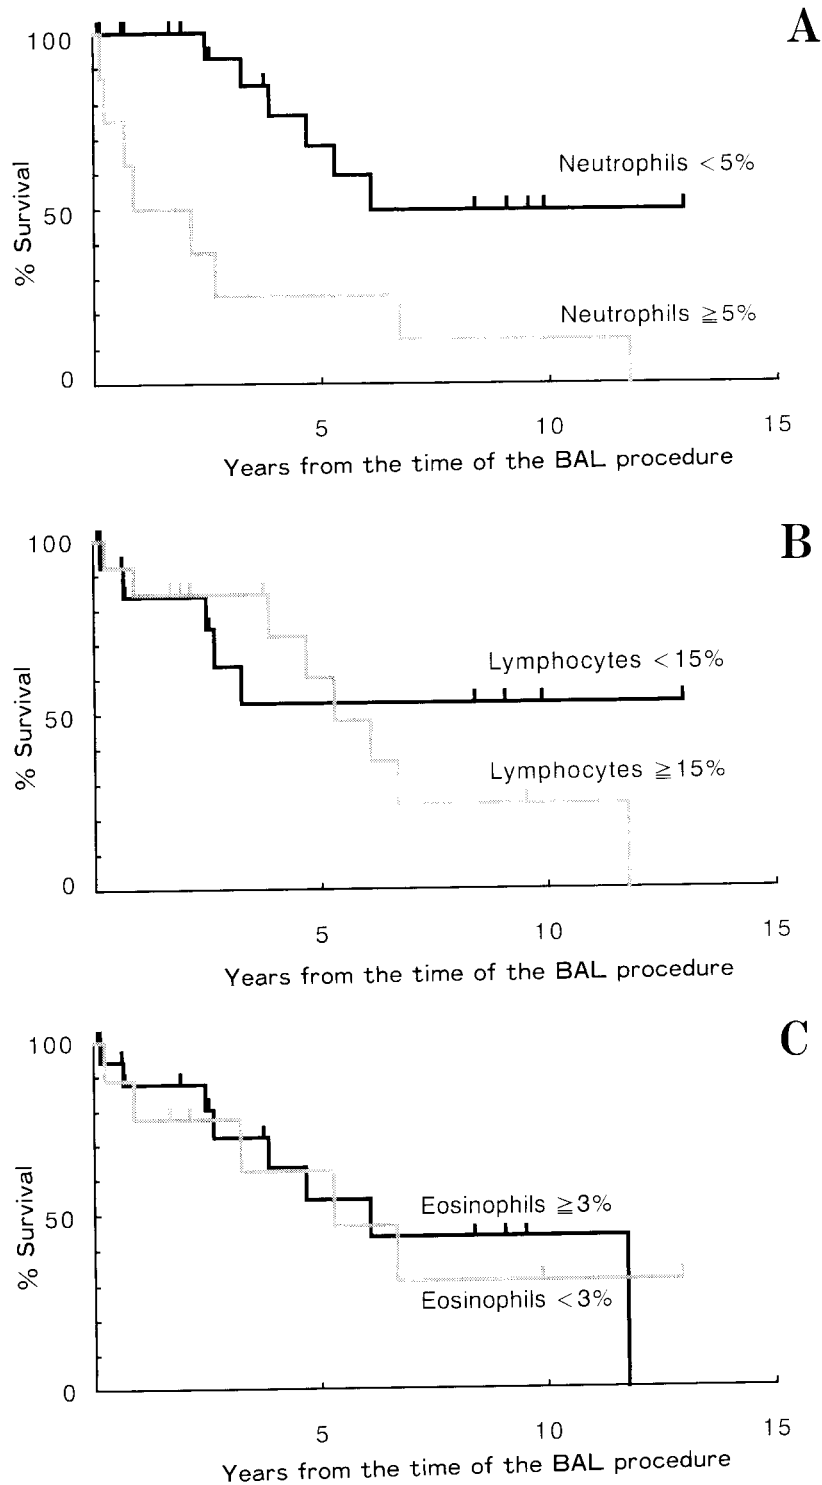 A
100
50
0
% Survival
Neutrophils <5%
Neutrophils ≧5%
5 10 15
Years from the time of the BAL procedure
B
100
50
0
% Survival
Lymphocytes <15%
Lymphocytes ≧15%
5 10 15
Years from the time of the BAL procedure
C
100
50
0
% Survival
Eosinophils ≧3%
Eosinophils <3%
5 10 15
Years from the time of the BAL procedure